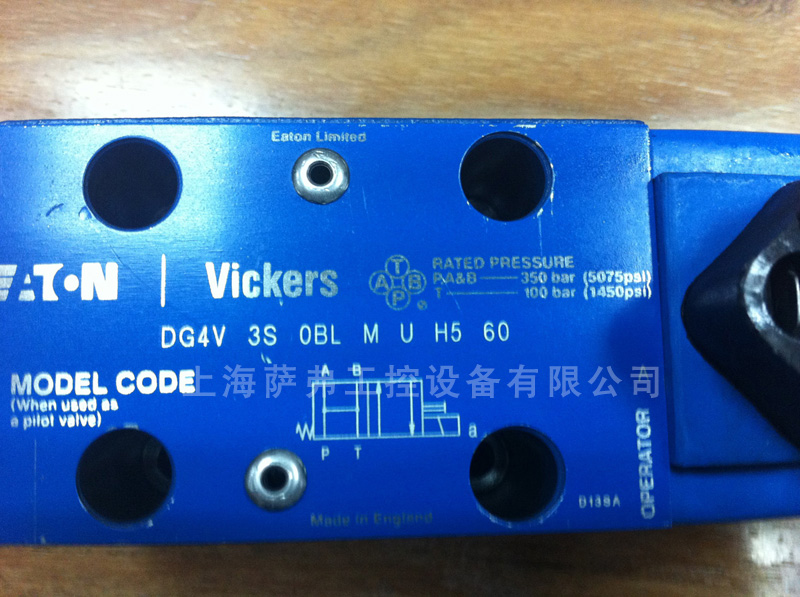 Eaton Limited
EATON | Vickers
T
A B
P
®
RATED PRESSURE
P,A&B — 350 bar (5075psi)
T — 100 bar (1450psi)
DG4V 3S 0BL M U H5 60
上海萨弗工控设备有限公司
MODEL CODE
(When used as
a pilot valve)
A B
a
P T
OPERATOR
D138A
Made in England